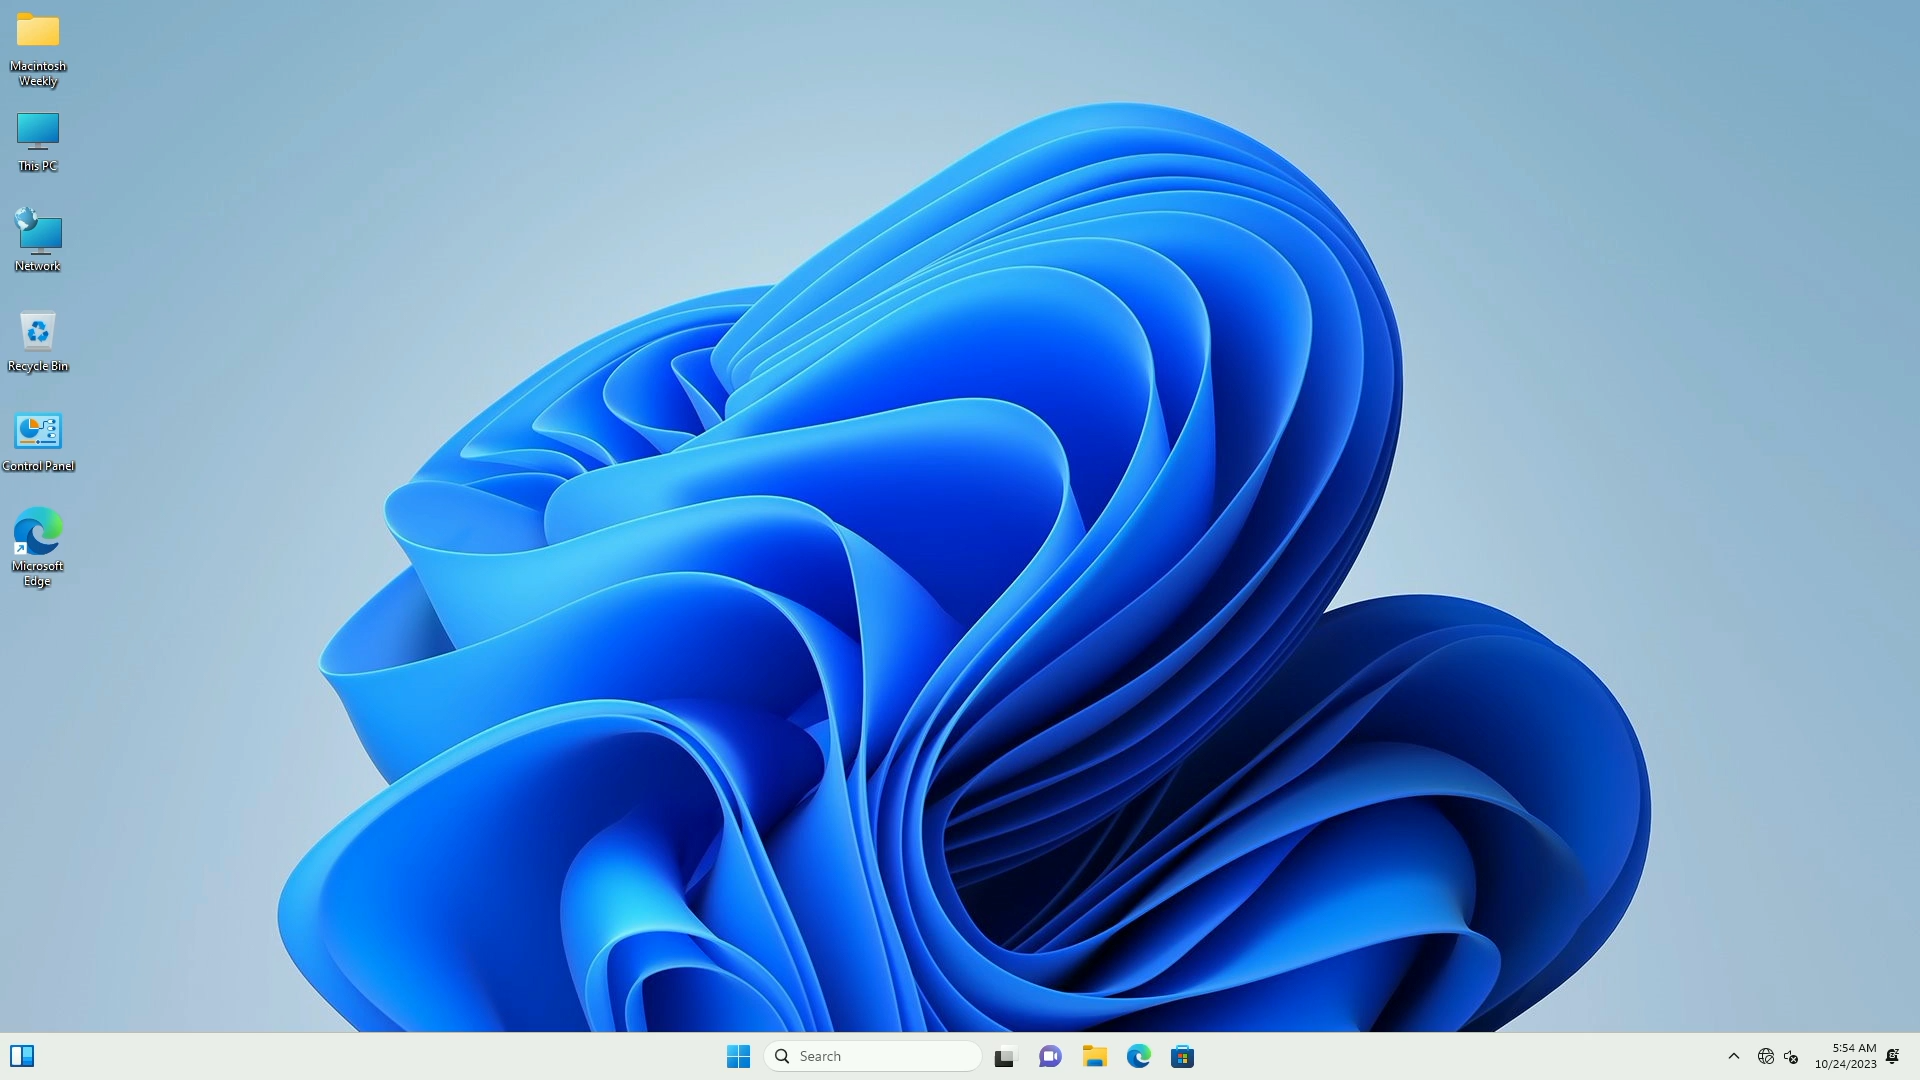 Macintosh
Weekly
This PC
Network
Recycle Bin
Control Panel
Microsoft
Edge
Search
5:54 AM
10/24/2023